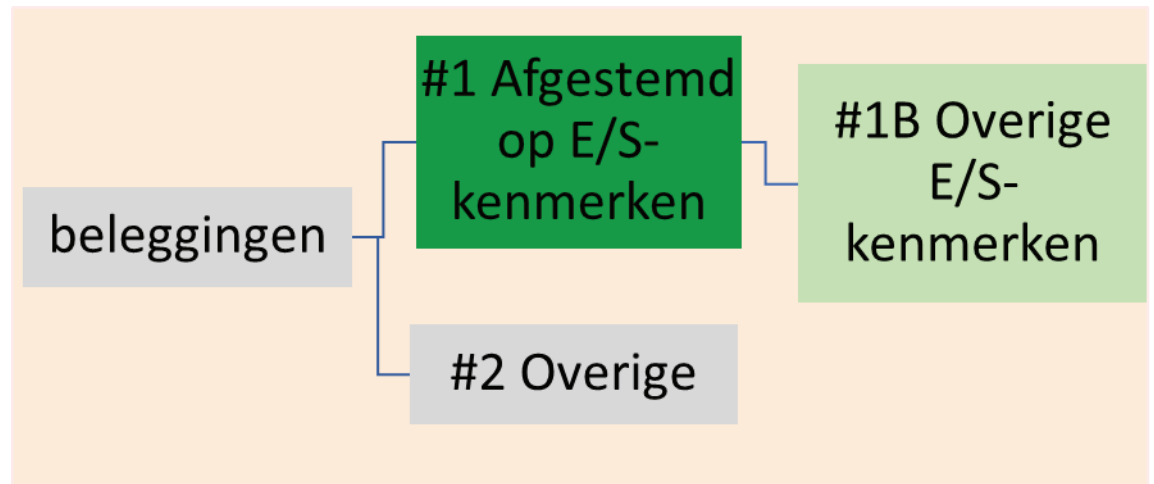 beleggingen
#1 Afgestemd
op E/S-
kenmerken
#1B Overige
E/S-
kenmerken
#2 Overige